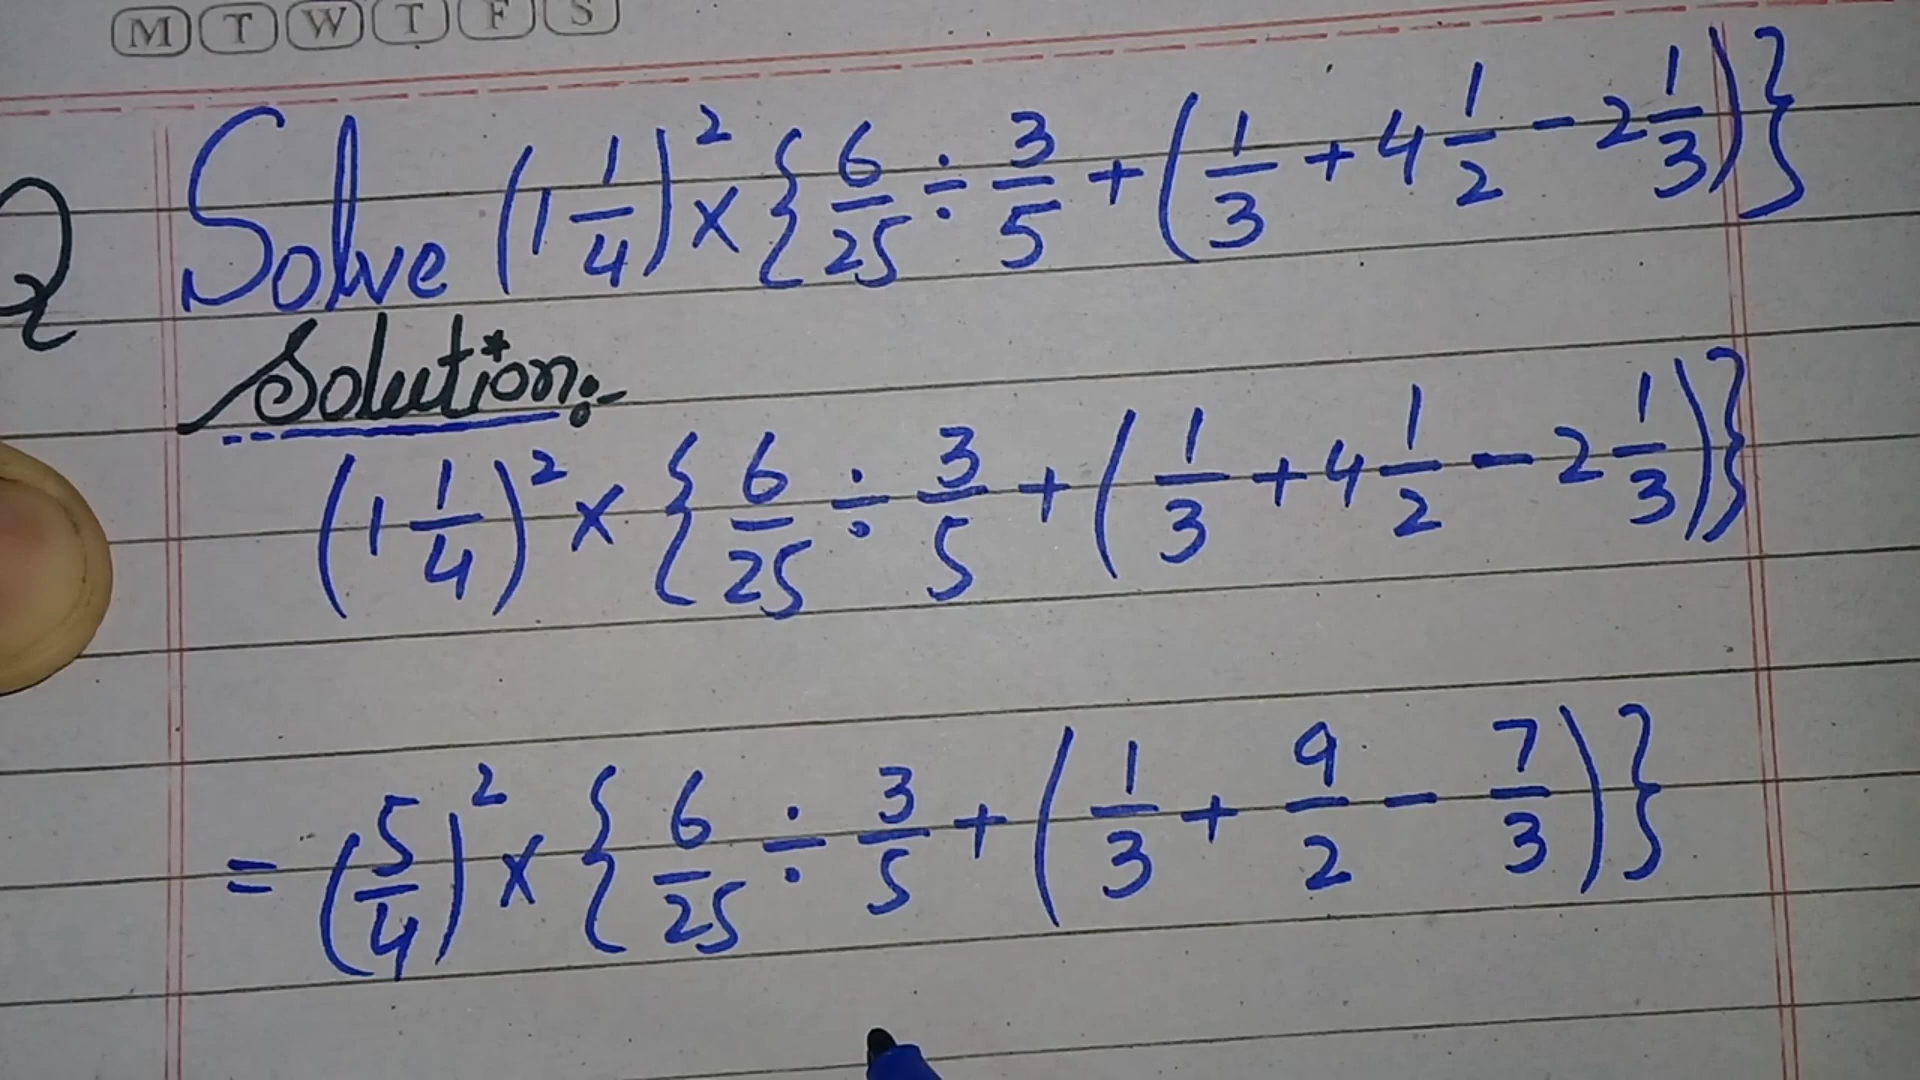 M T W T F S
Q Solve (1 1/4)² × {6/25 ÷ 3/5 + (1/3 + 4 1/2 − 2 1/3)}
Solution:-
(1 1/4)² × {6/25 ÷ 3/5 + (1/3 + 4 1/2 − 2 1/3)}
= (5/4)² × {6/25 ÷ 3/5 + (1/3 + 9/2 − 7/3)}